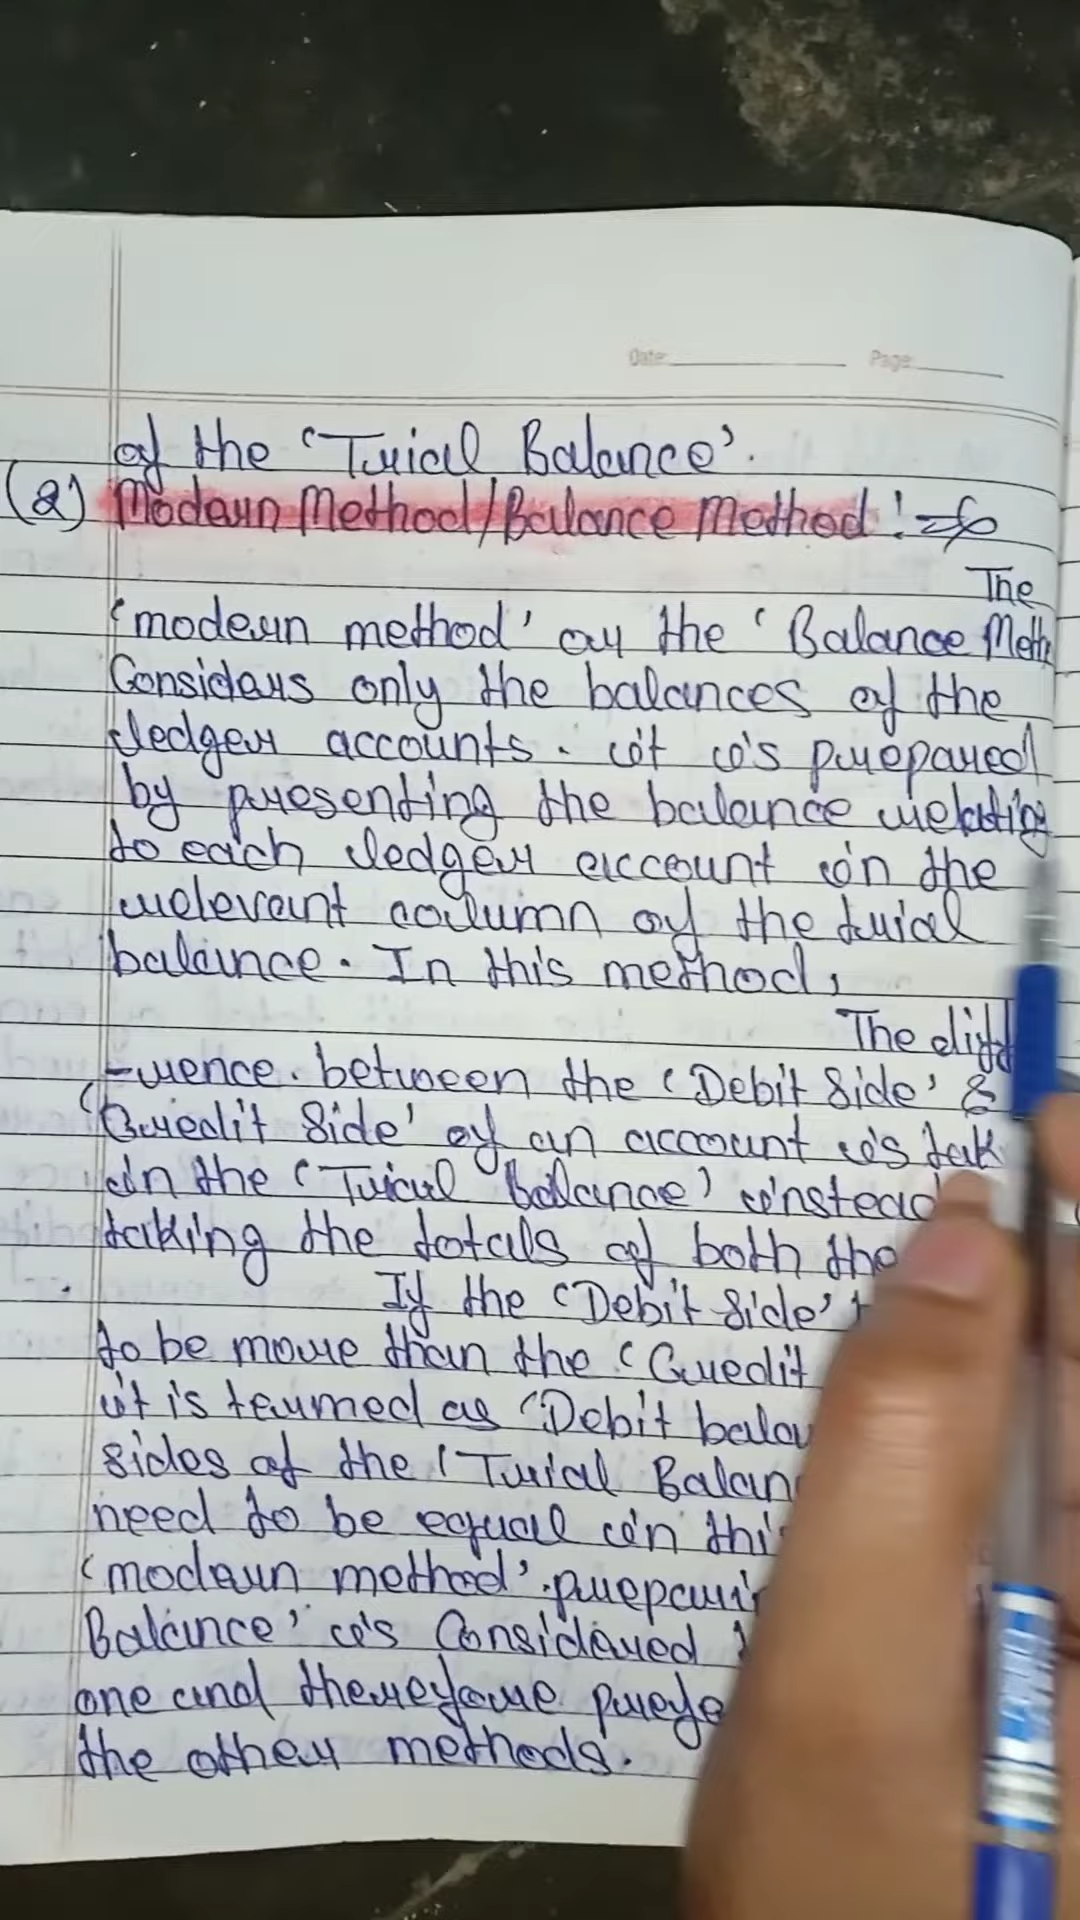 Date Page
of the 'Trial Balance'.
(2) Modern Method/Balance Method :=
The
'modern method' or the 'Balance Meth
Considers only the balances of the
ledger accounts. it is prepared
by presenting the balance relating
to each ledger account in the
relevant column of the trial
balance. In this method,
The diff
-rence. between the 'Debit Side' &
'Credit Side' of an account is tak
in the 'Trial balance' instead
taking the totals of both the
If the 'Debit Side'
to be more than the 'Credit
it is termed as 'Debit balan
sides of the 'Trial Balan
need to be equal in thi
'modern method'. prepari
Balance' is Considered
one and therefore prefe
the other methods.